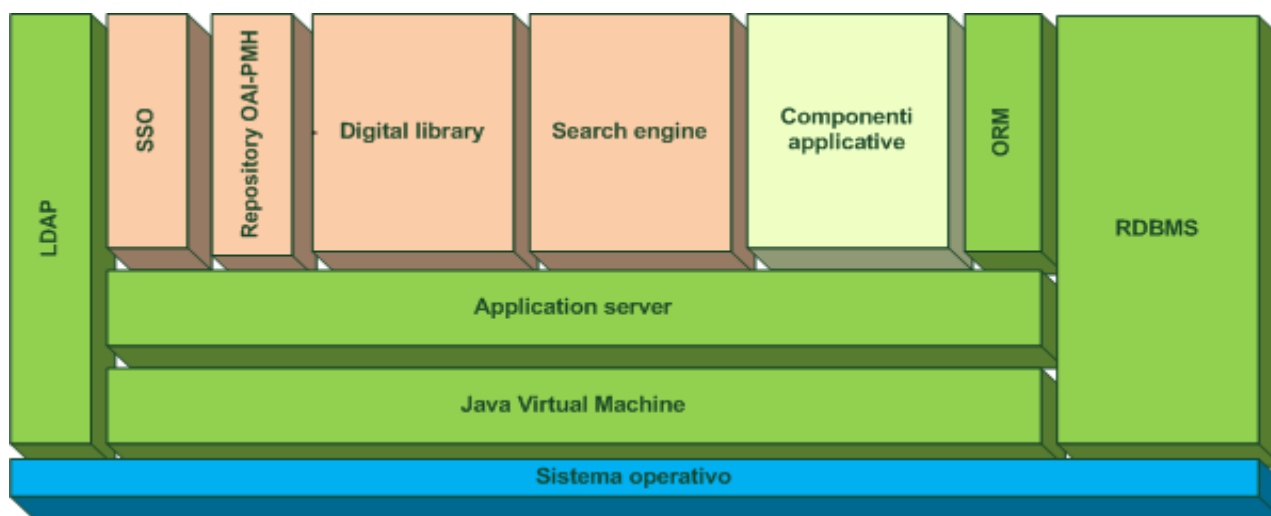 LDAP
SSO
Repository OAI-PMH
Digital library
Search engine
Componenti
applicative
ORM
RDBMS
Application server
Java Virtual Machine
Sistema operativo